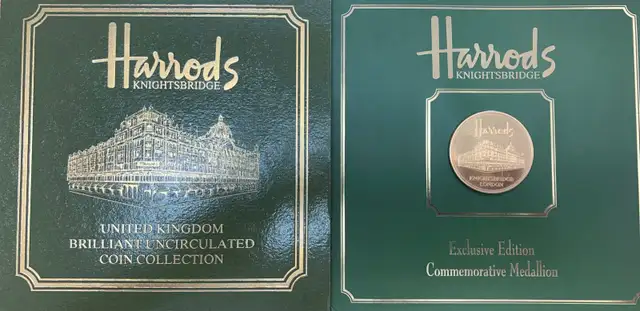 Harrods
KNIGHTSBRIDGE
UNITED KINGDOM
BRILLIANT UNCIRCULATED
COIN COLLECTION
Harrods
KNIGHTSBRIDGE
Harrods
KNIGHTSBRIDGE
LONDON
Exclusive Edition
Commemorative Medallion